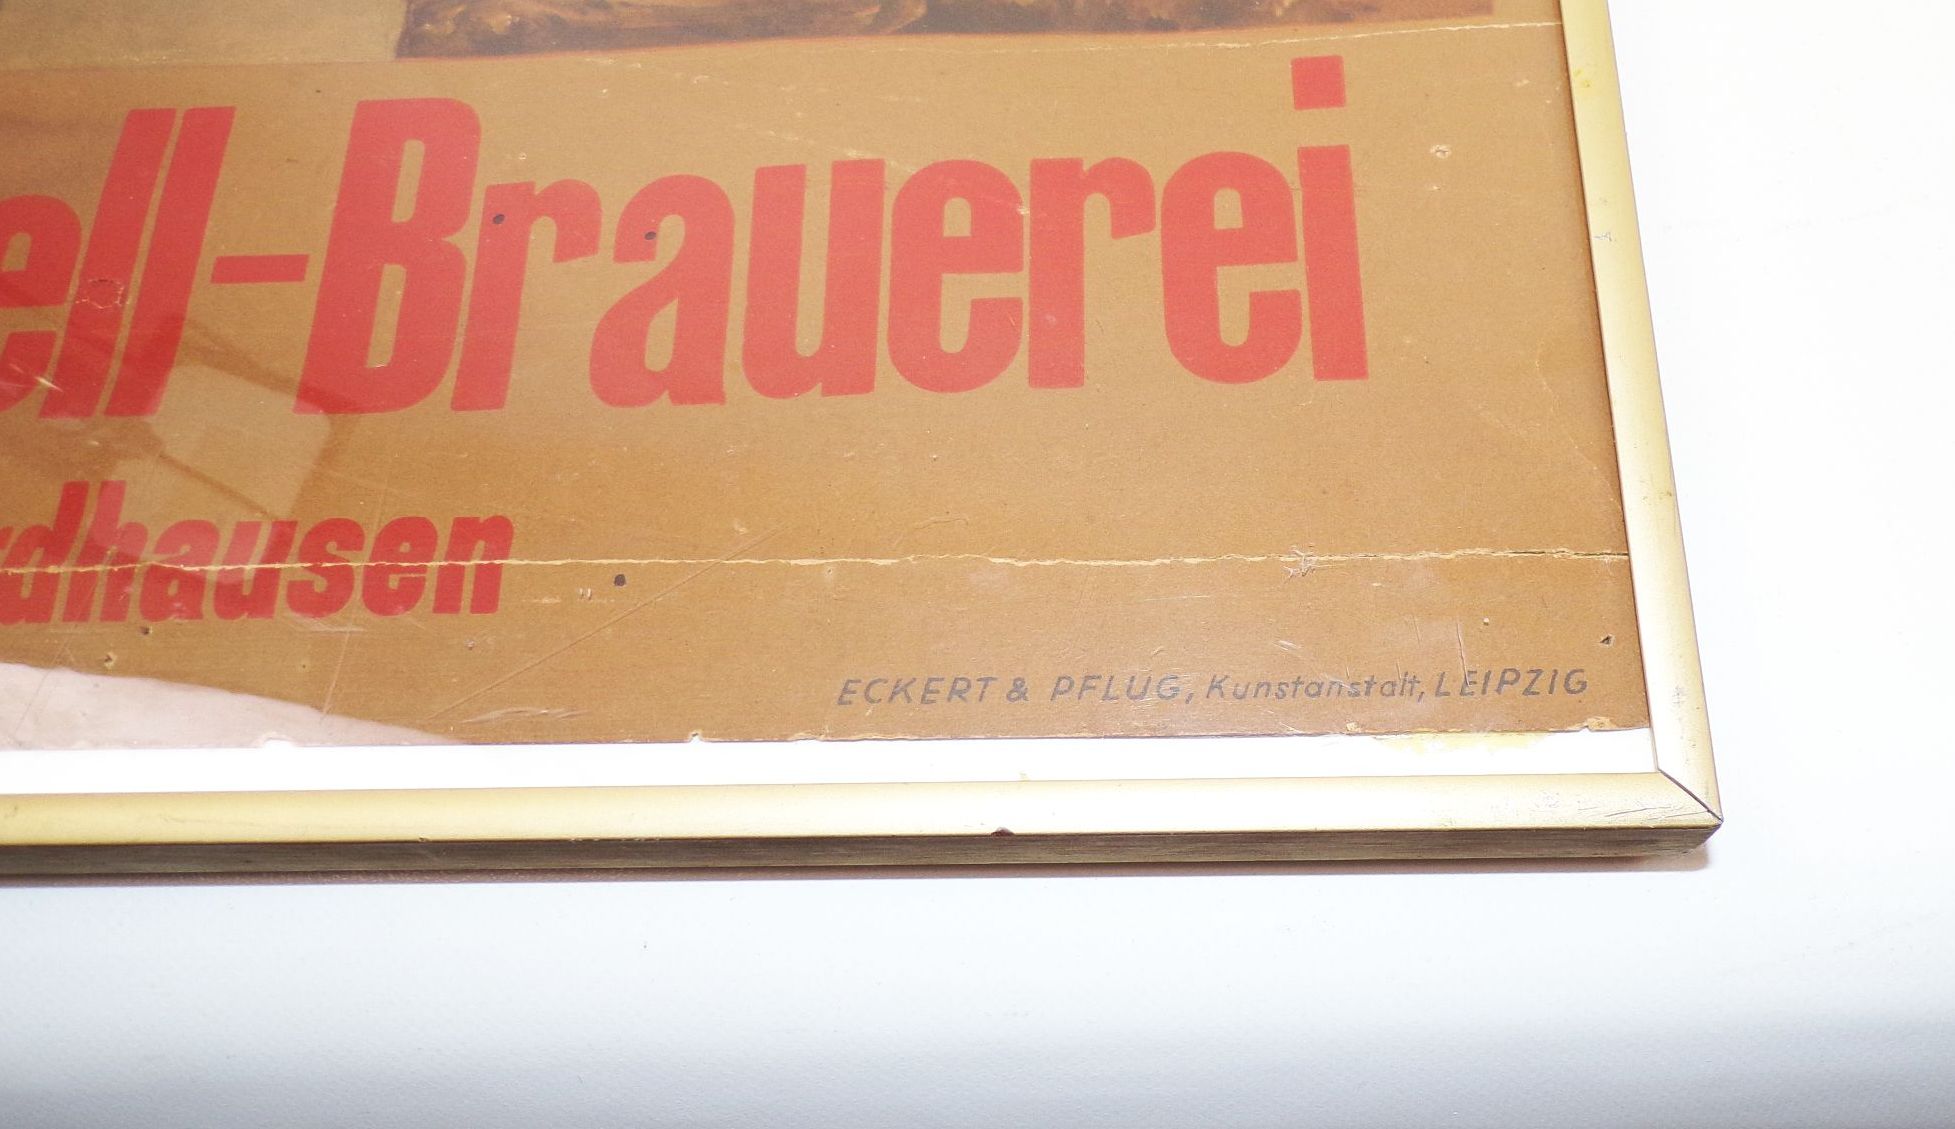 ell-Brauerei
rdhausen
ECKERT & PFLUG, Kunstanstalt, LEIPZIG